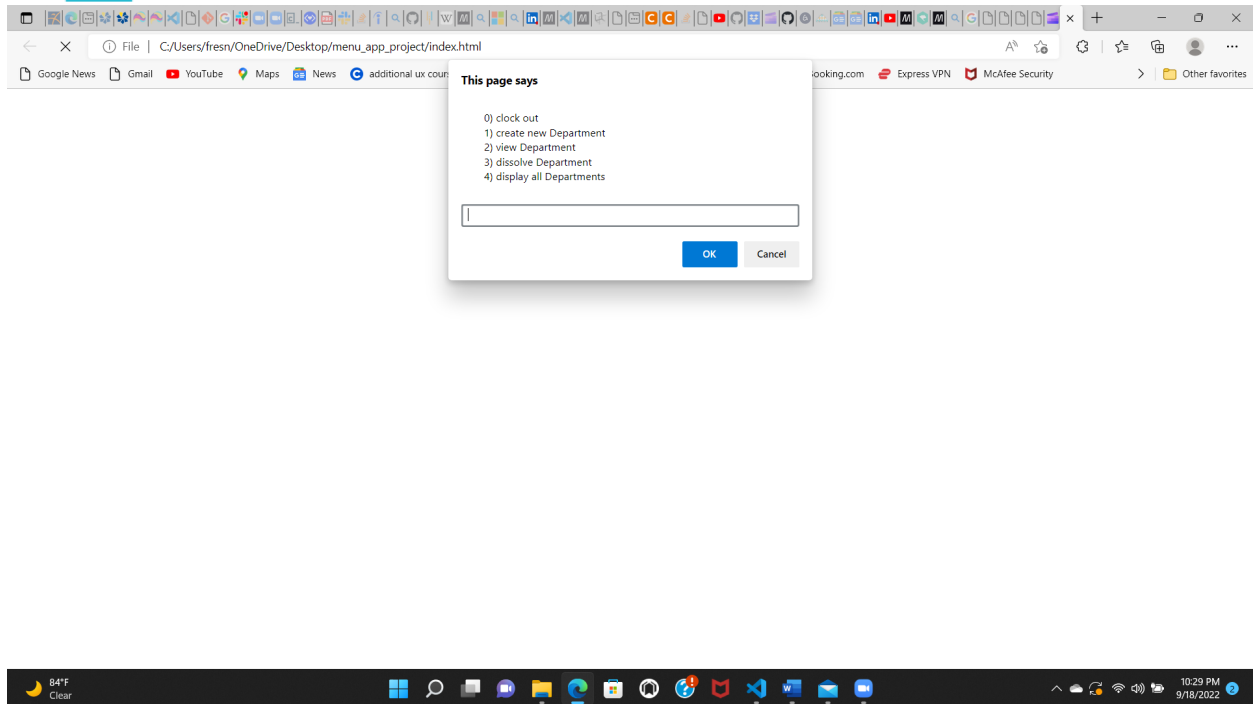 File
C:/Users/fresn/OneDrive/Desktop/menu_app_project/index.html
Google News
Gmail
YouTube
Maps
News
additional ux cour
ooking.com
Express VPN
McAfee Security
Other favorites
This page says
0) clock out
1) create new Department
2) view Department
3) dissolve Department
4) display all Departments
OK
Cancel
84°F
Clear
10:29 PM
9/18/2022
2